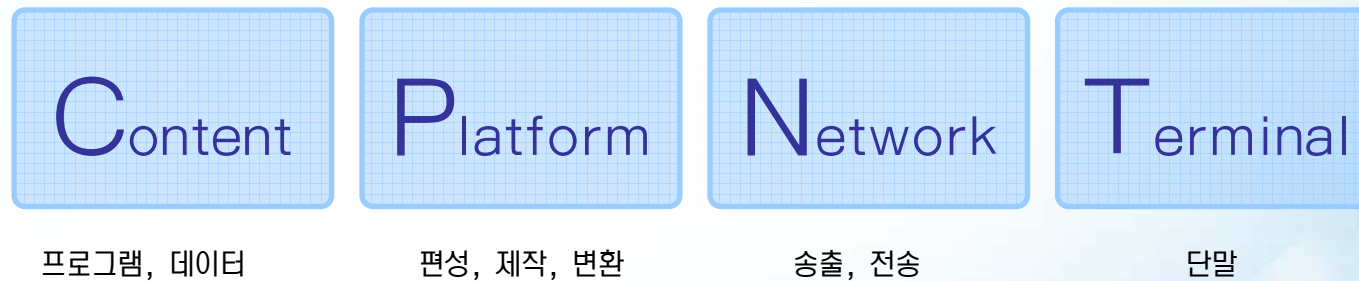 Content Platform Network Terminal
프로그램, 데이터 편성, 제작, 변환 송출, 전송 단말